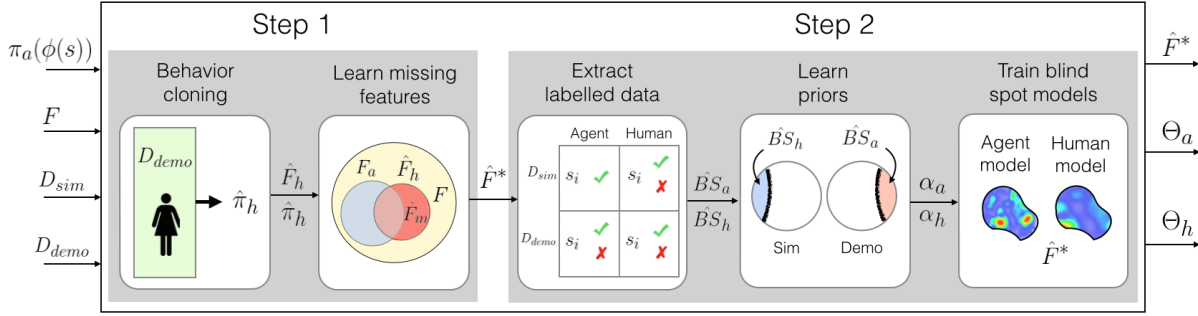 Step 1
Step 2
π_a(ϕ(s))
F
D_sim
D_demo
Behavior
cloning
D_demo
π̂_h
F̂_h
π̂_h
Learn missing
features
F_a
F̂_h
F
F̂_m
F̂*
Extract
labelled data
Agent Human
D_sim
s_i ✓ s_i ✓ ✗
D_demo
s_i ✓ ✗ s_i ✓ ✗
B̂S_a
B̂S_h
Learn
priors
B̂S_h B̂S_a
Sim Demo
α_a
α_h
Train blind
spot models
Agent
model
Human
model
F̂*
F̂*
Θ_a
Θ_h